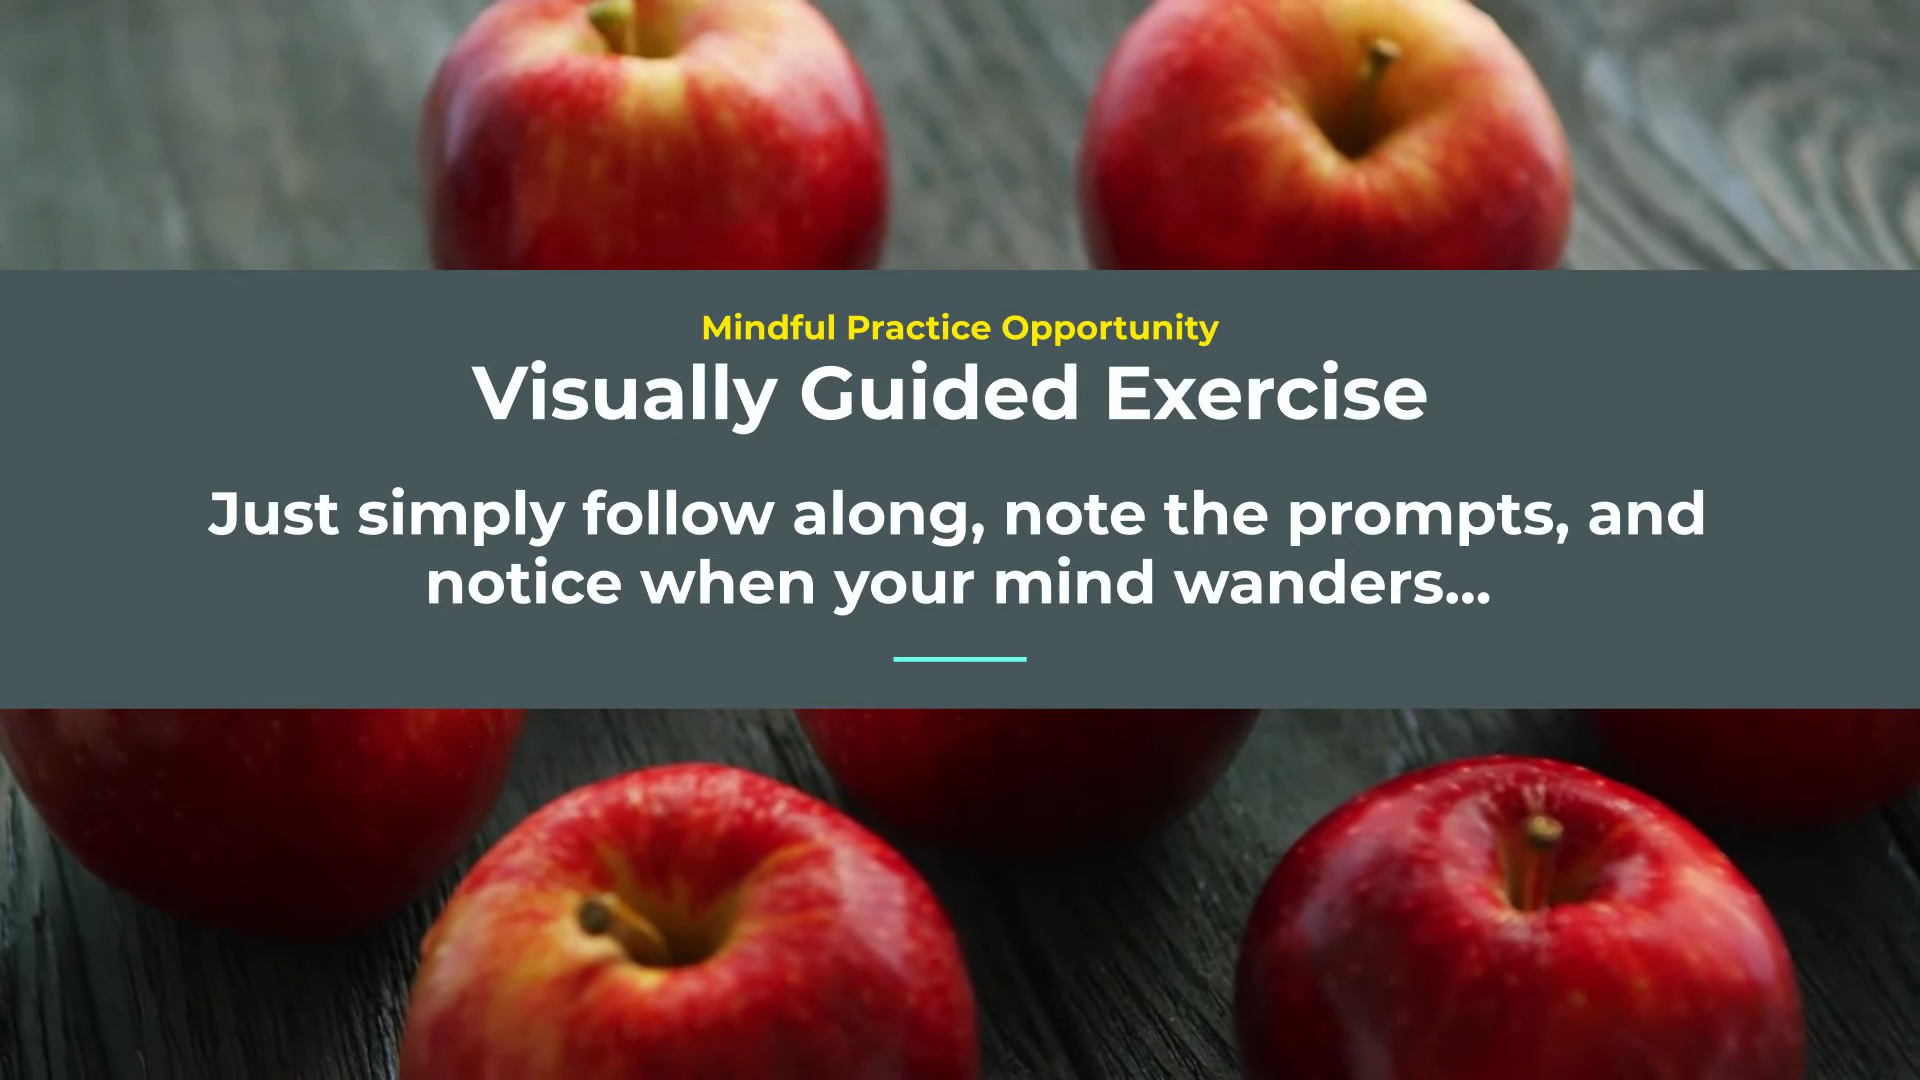 Mindful Practice Opportunity
Visually Guided Exercise
Just simply follow along, note the prompts, and
notice when your mind wanders...